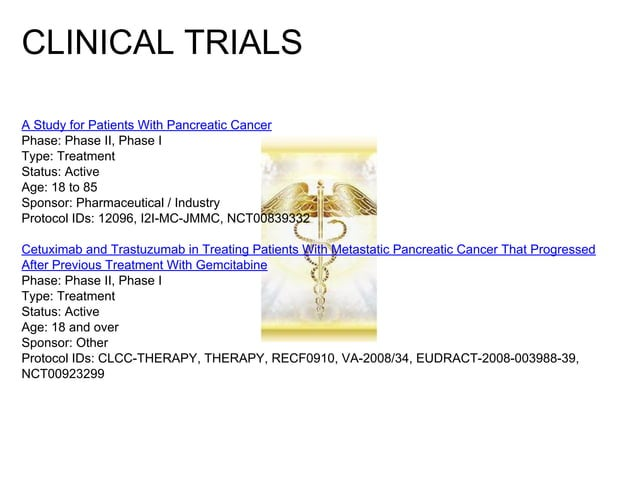 CLINICAL TRIALS
A Study for Patients With Pancreatic Cancer
Phase: Phase II, Phase I
Type: Treatment
Status: Active
Age: 18 to 85
Sponsor: Pharmaceutical / Industry
Protocol IDs: 12096, I2I-MC-JMMC, NCT00839332
Cetuximab and Trastuzumab in Treating Patients With Metastatic Pancreatic Cancer That Progressed
After Previous Treatment With Gemcitabine
Phase: Phase II, Phase I
Type: Treatment
Status: Active
Age: 18 and over
Sponsor: Other
Protocol IDs: CLCC-THERAPY, THERAPY, RECF0910, VA-2008/34, EUDRACT-2008-003988-39,
NCT00923299